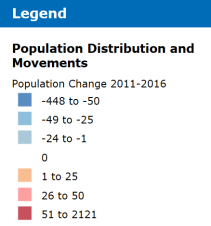 Legend
Population Distribution and
Movements
Population Change 2011-2016
-448 to -50
-49 to -25
-24 to -1
0
1 to 25
26 to 50
51 to 2121